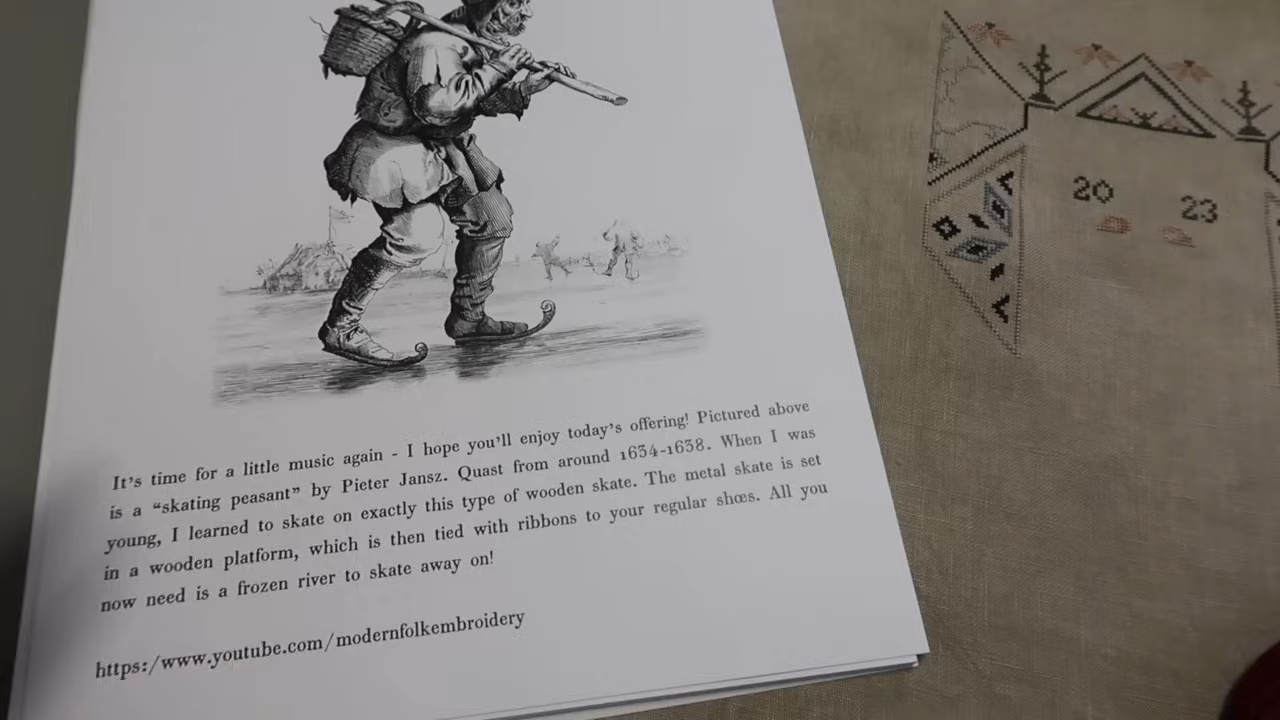 It's time for a little music again - I hope you'll enjoy today's offering! Pictured above
is a “skating peasant” by Pieter Jansz. Quast from around 1634-1638. When I was
young, I learned to skate on exactly this type of wooden skate. The metal skate is set
in a wooden platform, which is then tied with ribbons to your regular shoes. All you
now need is a frozen river to skate away on!
https:/www.youtube.com/modernfolkembroidery
20 23